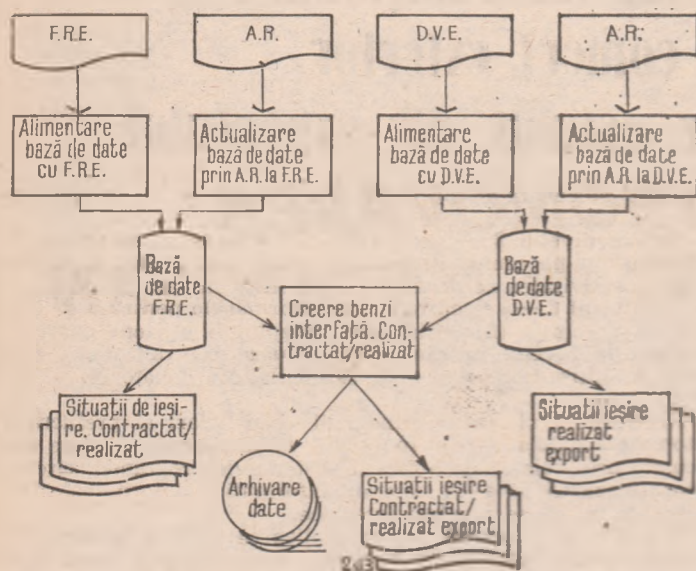 F.R.E.
A.R.
D.V.E.
A.R.
Alimentare
bază de date
cu F.R.E.
Actualizare
bază de date
prin A.R. la F.R.E.
Alimentare
bază de date
cu D.V.E.
Actualizare
bază de date
prin A.R. la D.V.E.
Bază
de date
F.R.E.
Creere benzi
interfață. Con-
tractat/realizat
Bază
de date
D.V.E.
Situații de ieși-
re. Contractat/
realizat
Situații ieșire
realizat
export
Arhivare
date
Situații ieșire
Contractat/
realizat export